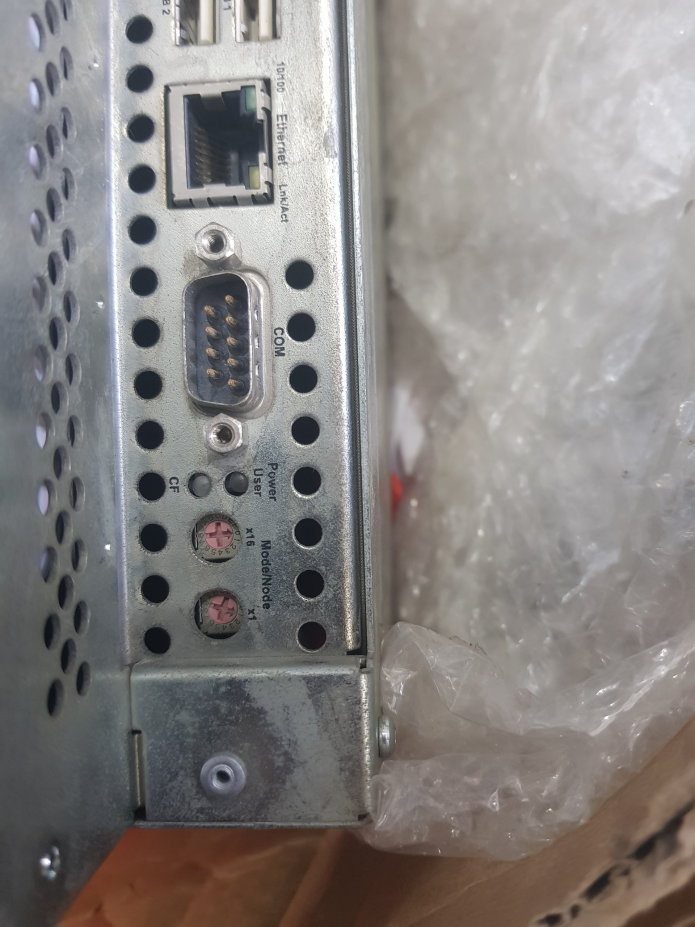 10/100
Ethernet
Lnk/Act
COM
Power
User
CF
x16
Mode/Node
x1